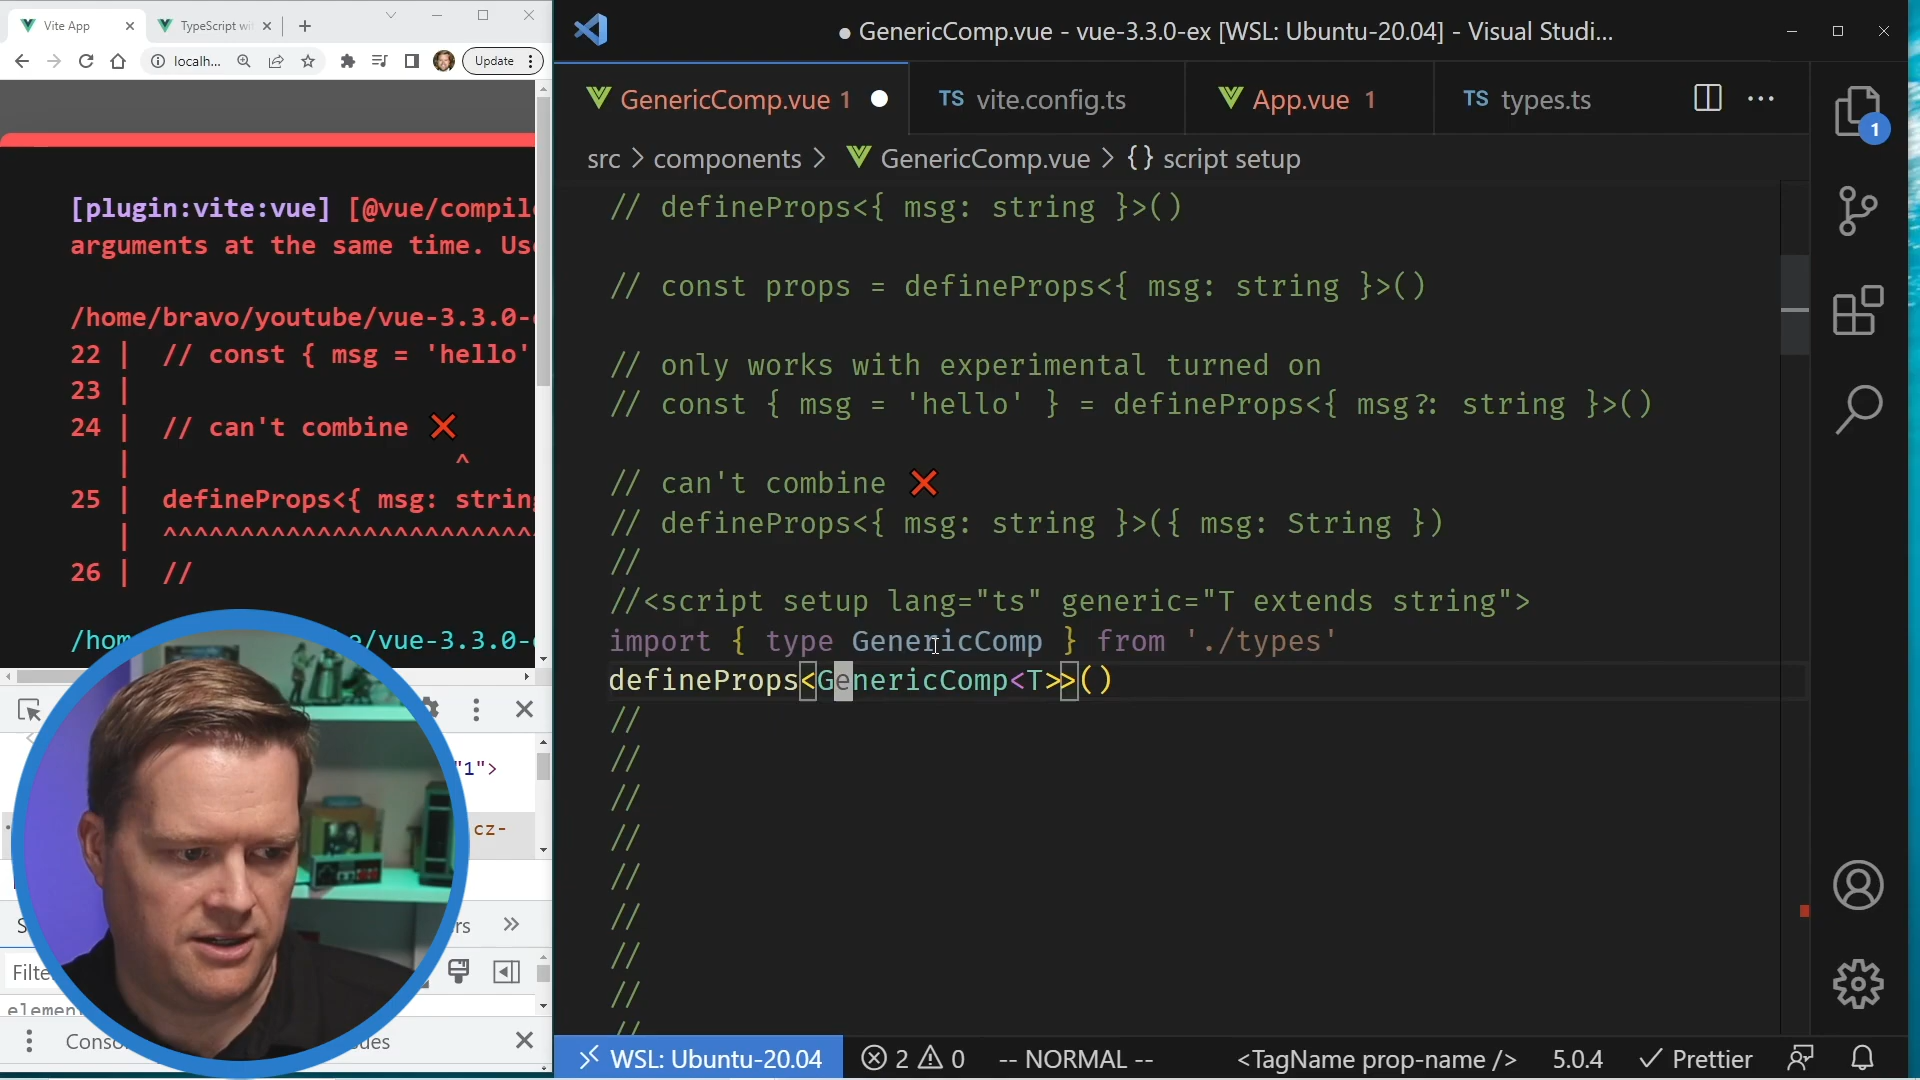 Vite App
TypeScript wi
localh...
Update
[plugin:vite:vue] [@vue/compil
arguments at the same time. Us
/home/bravo/youtube/vue-3.3.0-
22 | // const { msg = 'hello'
23 |
24 | // can't combine ❌
| ^
25 | defineProps<{ msg: string
| ^^^^^^^^^^^^^^^^^^^^^^^^
26 | //
/hom
/vue-3.3.0-
"1">
cz-
Filte
elemen
Conso
GenericComp.vue - vue-3.3.0-ex [WSL: Ubuntu-20.04] - Visual Studi...
GenericComp.vue 1
TS vite.config.ts
App.vue 1
TS types.ts
1
src > components > GenericComp.vue > {} script setup
// defineProps<{ msg: string }>()
// const props = defineProps<{ msg: string }>()
// only works with experimental turned on
// const { msg = 'hello' } = defineProps<{ msg?: string }>()
// can't combine ❌
// defineProps<{ msg: string }>({ msg: String })
//
//<script setup lang="ts" generic="T extends string">
import { type GenericComp } from './types'
defineProps<GenericComp<T>>()
//
//
//
//
//
//
//
//
//
WSL: Ubuntu-20.04
2
0
-- NORMAL --
<TagName prop-name />
5.0.4
Prettier